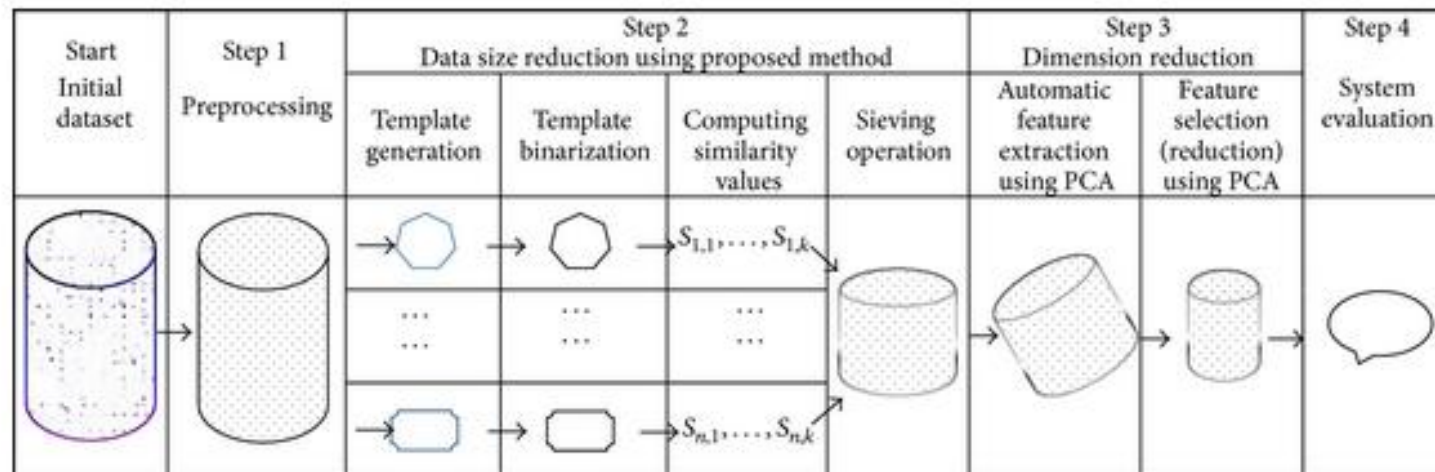 Start
Initial
dataset
Step 1
Preprocessing
Step 2
Data size reduction using proposed method
Template
generation
Template
binarization
Computing
similarity
values
Sieving
operation
Step 3
Dimension reduction
Automatic
feature
extraction
using PCA
Feature
selection
(reduction)
using PCA
Step 4
System
evaluation
S1,1, . . . , S1,k
... ... ...
... ... ...
Sn,1, . . . , Sn,k